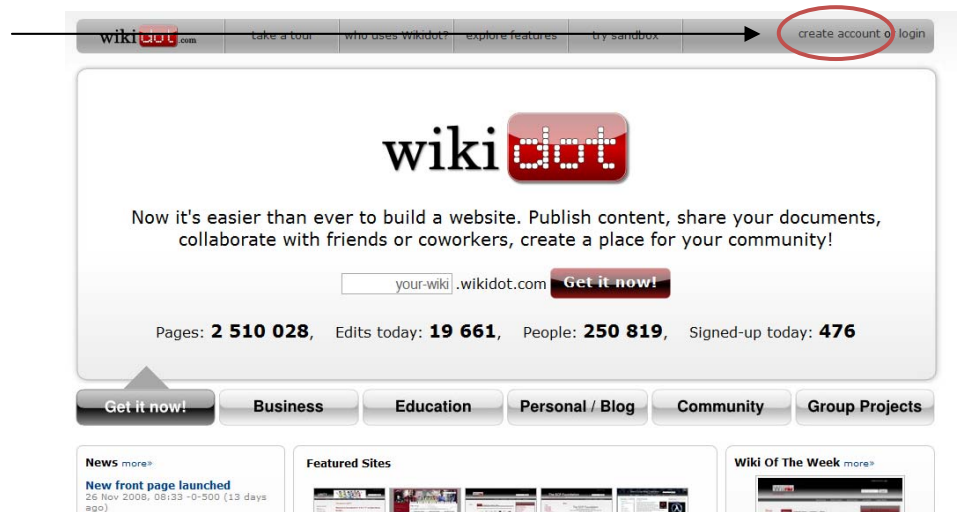 wikidot.com take a tour who uses Wikidot? explore features try sandbox create account or login
wikidot
Now it's easier than ever to build a website. Publish content, share your documents,
collaborate with friends or coworkers, create a place for your community!
your-wiki .wikidot.com Get it now!
Pages: 2 510 028, Edits today: 19 661, People: 250 819, Signed-up today: 476
Get it now! Business Education Personal / Blog Community Group Projects
News more»
New front page launched
26 Nov 2008, 08:33 -0-500 (13 days
ago)
Featured Sites
Wiki Of The Week more»